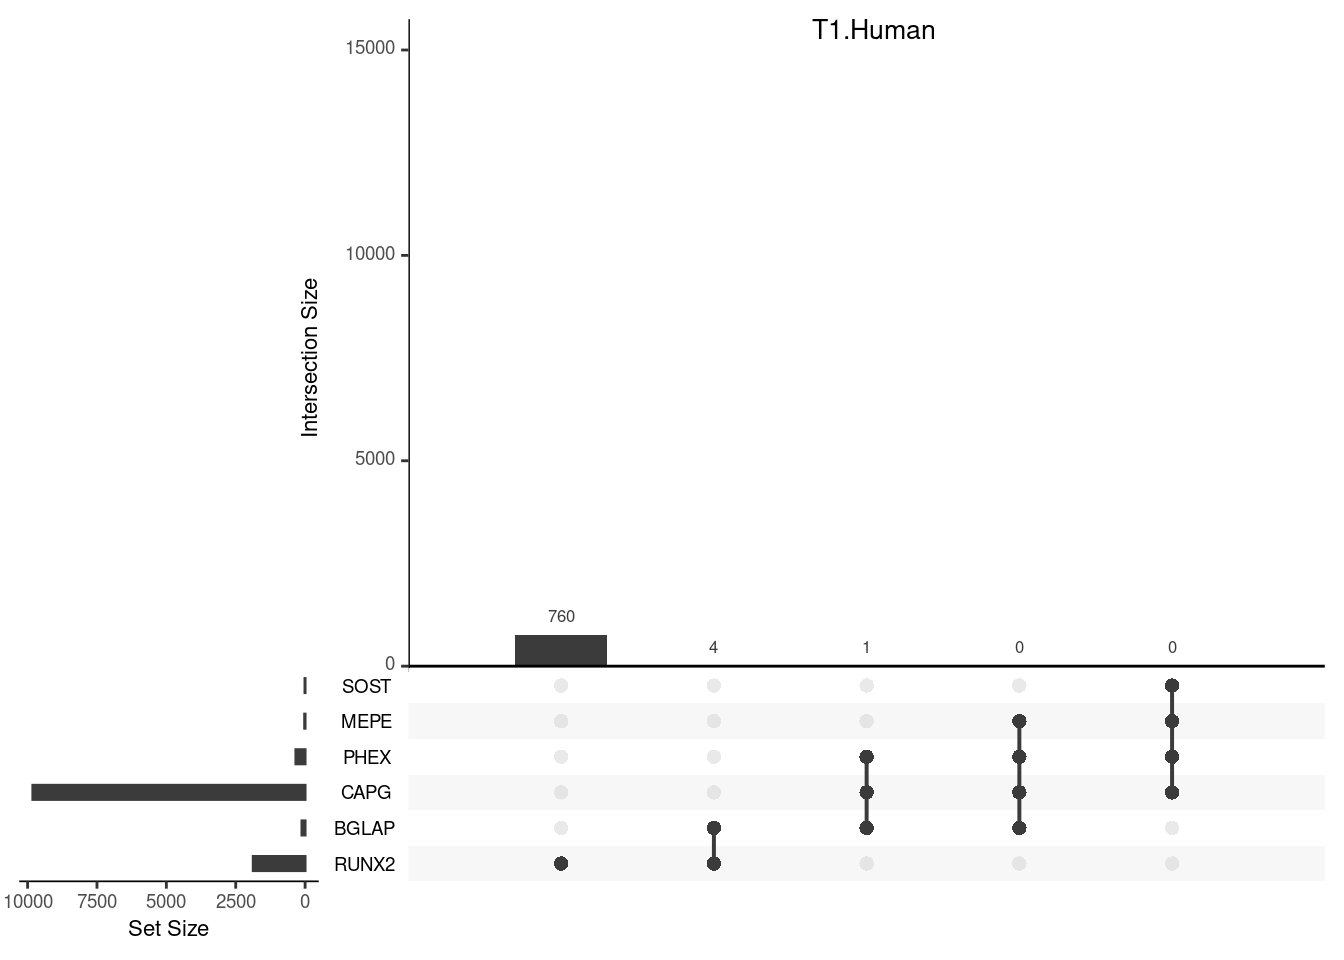 T1.Human
15000
10000
5000
0
Intersection Size
760
4
1
0
0
SOST
MEPE
PHEX
CAPG
BGLAP
RUNX2
10000 7500 5000 2500 0
Set Size